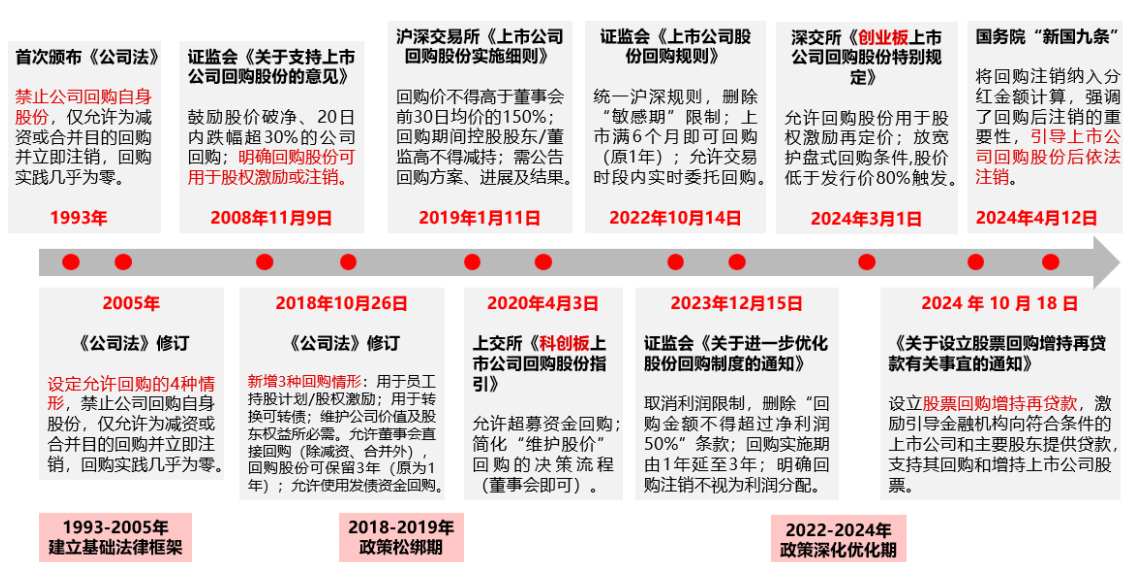 首次颁布《公司法》
禁止公司回购自身
股份，仅允许为减
资或合并目的回购
并立即注销，回购
实践几乎为零。
1993年
证监会《关于支持上市
公司回购股份的意见》
鼓励股价破净、20日
内跌幅超30%的公司
回购；明确回购股份可
用于股权激励或注销。
2008年11月9日
沪深交易所《上市公司
回购股份实施细则》
回购价不得高于董事会
前30日均价的150%；
回购期间控股股东/董
监高不得减持；需公告
回购方案、进展及结果。
2019年1月11日
证监会《上市公司股
份回购规则》
统一沪深规则，删除
“敏感期”限制；上
市满6个月即可回购
（原1年）；允许交易
时段内实时委托回购。
2022年10月14日
深交所《创业板上市
公司回购股份特别规
定》
允许回购股份用于股
权激励再定价；放宽
护盘式回购条件,股价
低于发行价80%触发。
2024年3月1日
国务院“新国九条”
将回购注销纳入分
红金额计算，强调
了回购后注销的重
要性，引导上市公
司回购股份后依法
注销。
2024年4月12日
2005年
《公司法》修订
设定允许回购的4种情
形，禁止公司回购自身
股份，仅允许为减资或
合并目的回购并立即注
销，回购实践几乎为零。
2018年10月26日
《公司法》修订
新增3种回购情形：用于员工
持股计划/股权激励；用于转
换可转债；维护公司价值及股
东权益所必需。允许董事会直
接回购（除减资、合并外），
回购股份可保留3年（原为1
年）；允许使用发债资金回购。
2020年4月3日
上交所《科创板上
市公司回购股份指
引》
允许超募资金回购；
简化“维护股价”
回购的决策流程
（董事会即可）。
2023年12月15日
证监会《关于进一步优化
股份回购制度的通知》
取消利润限制，删除“回
购金额不得超过净利润
50%”条款；回购实施期
由1年延至3年；明确回
购注销不视为利润分配。
2024 年 10 月 18 日
《关于设立股票回购增持再贷
款有关事宜的通知》
设立股票回购增持再贷款，激
励引导金融机构向符合条件的
上市公司和主要股东提供贷款，
支持其回购和增持上市公司股
票。
1993-2005年
建立基础法律框架
2018-2019年
政策松绑期
2022-2024年
政策深化优化期